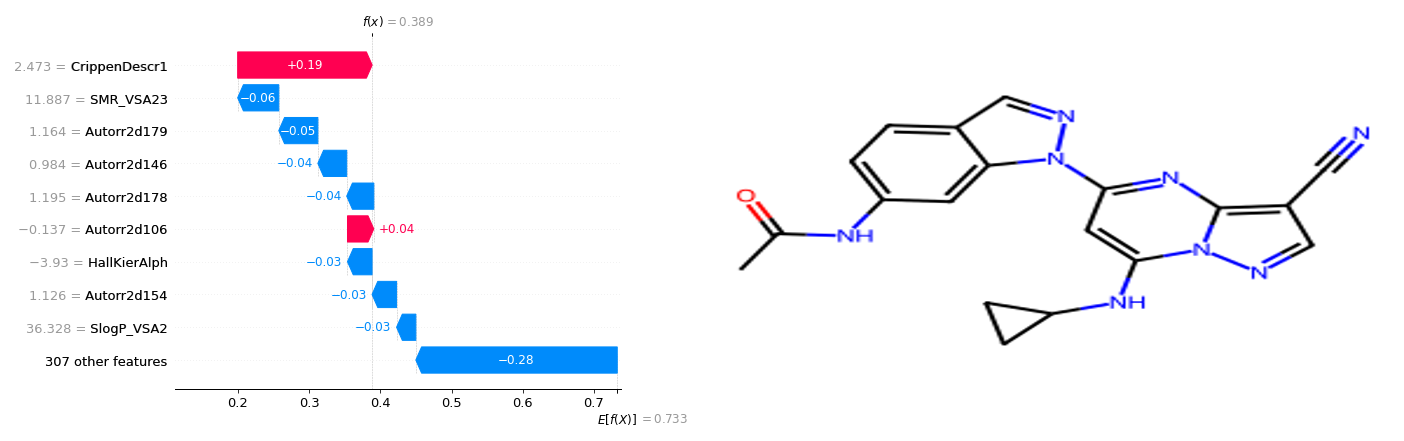 f(x) = 0.389
2.473 = CrippenDescr1
+0.19
11.887 = SMR_VSA23
−0.06
1.164 = Autorr2d179
−0.05
0.984 = Autorr2d146
−0.04
1.195 = Autorr2d178
−0.04
−0.137 = Autorr2d106
+0.04
−3.93 = HallKierAlph
−0.03
1.126 = Autorr2d154
−0.03
36.328 = SlogP_VSA2
−0.03
307 other features
−0.28
0.2 0.3 0.4 0.5 0.6 0.7
E[f(X)] = 0.733
N
N
N
N
O
NH
N
N
NH